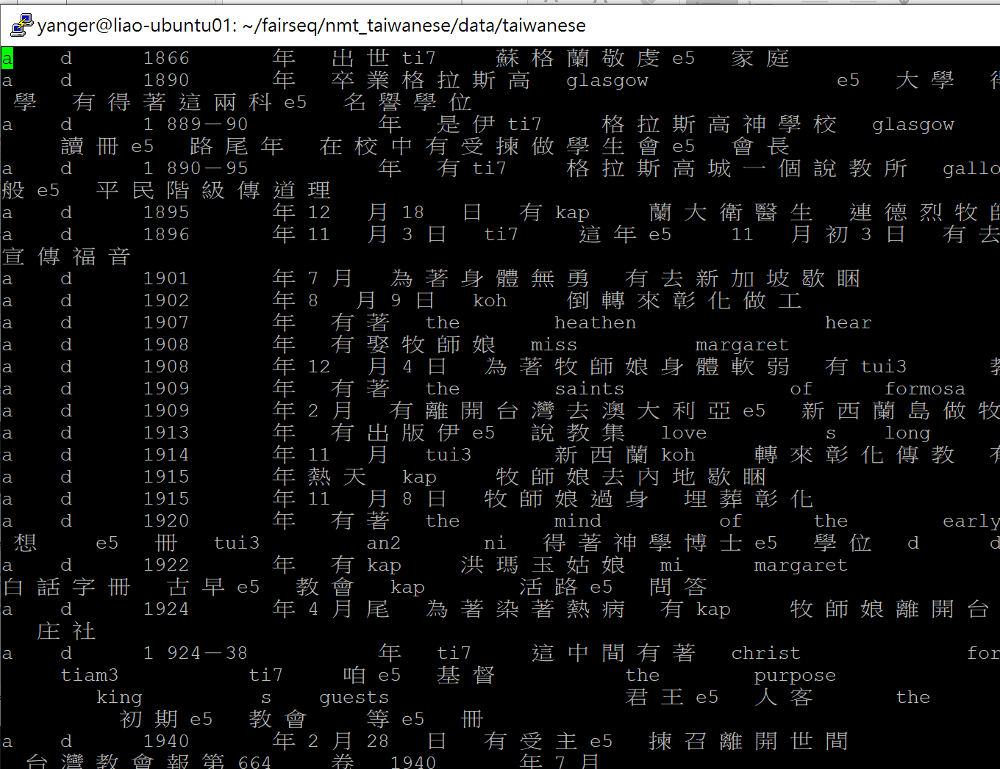 yanger@liao-ubuntu01: ~/fairseq/nmt_taiwanese/data/taiwanese
a d 1866 年 出 世 ti7 蘇 格 蘭 敬 虔 e5 家 庭
a d 1890 年 卒 業 格 拉 斯 高 glasgow e5 大 學 得
學 有 得 著 這 兩 科 e5 名 譽 學 位
a d 1 889－90 年 是 伊 ti7 格 拉 斯 高 神 學 校 glasgow
讀 冊 e5 路 尾 年 在 校 中 有 受 揀 做 學 生 會 e5 會 長
a d 1 890－95 年 有 ti7 格 拉 斯 高 城 一 個 說 教 所 gallo
般 e5 平 民 階 級 傳 道 理
a d 1895 年 12 月 18 日 有 kap 蘭 大 衛 醫 生 連 德 烈 牧 師
a d 1896 年 11 月 3 日 ti7 這 年 e5 11 月 初 3 日 有 去
宣 傳 福 音
a d 1901 年 7 月 為 著 身 體 無 勇 有 去 新 加 坡 歇 睏
a d 1902 年 8 月 9 日 koh 倒 轉 來 彰 化 做 工
a d 1907 年 有 著 the heathen hear
a d 1908 年 有 娶 牧 師 娘 miss margaret
a d 1908 年 12 月 4 日 為 著 牧 師 娘 身 體 軟 弱 有 tui3
a d 1909 年 有 著 the saints of formosa
a d 1909 年 2 月 有 離 開 台 灣 去 澳 大 利 亞 e5 新 西 蘭 島 做 牧
a d 1913 年 有 出 版 伊 e5 說 教 集 love s long
a d 1914 年 11 月 tui3 新 西 蘭 koh 轉 來 彰 化 傳 教 有
a d 1915 年 熱 天 kap 牧 師 娘 去 內 地 歇 睏
a d 1915 年 11 月 8 日 牧 師 娘 過 身 埋 葬 彰 化
a d 1920 年 有 著 the mind of the early
想 e5 冊 tui3 an2 ni 得 著 神 學 博 士 e5 學 位 d d
a d 1922 年 有 kap 洪 瑪 玉 姑 娘 mi margaret
白 話 字 冊 古 早 e5 教 會 kap 活 路 e5 問 答
a d 1924 年 4 月 尾 為 著 染 著 熱 病 有 kap 牧 師 娘 離 開 台
庄 社
a d 1 924－38 年 ti7 這 中 間 有 著 christ for
tiam3 ti7 咱 e5 基 督 the purpose
king s guests 君 王 e5 人 客 the
初 期 e5 教 會 等 e5 冊
a d 1940 年 2 月 28 日 有 受 主 e5 揀 召 離 開 世 間
台 灣 教 會 報 第 664 卷 1940 年 7 月